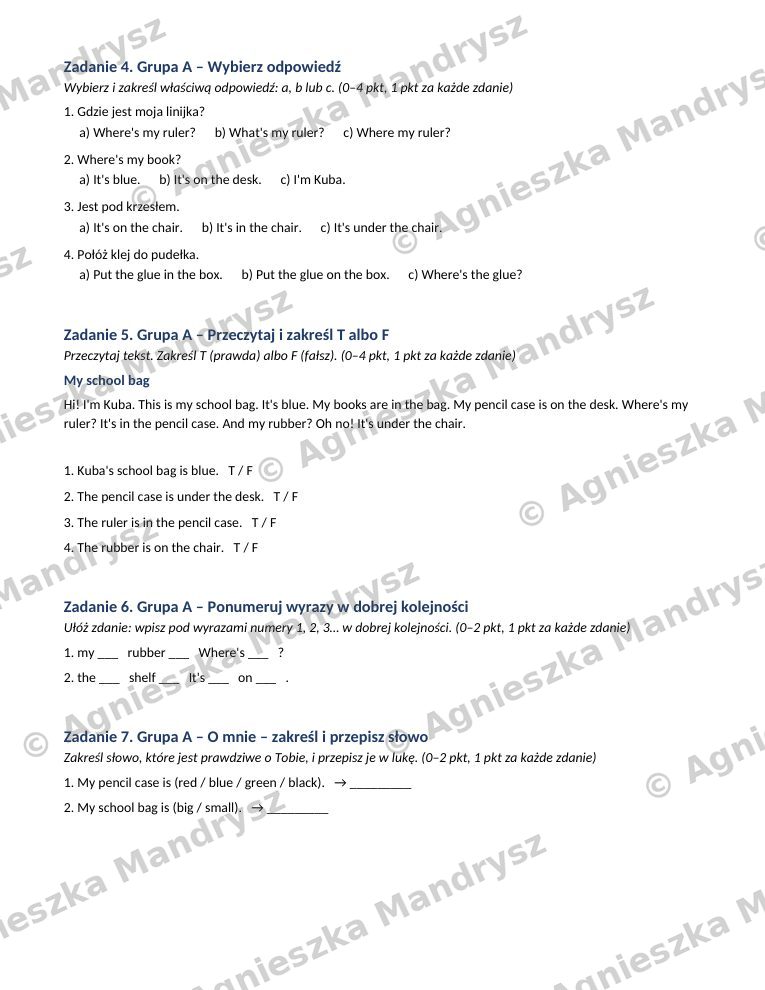 Zadanie 4. Grupa A – Wybierz odpowiedź
Wybierz i zakreśl właściwą odpowiedź: a, b lub c. (0–4 pkt, 1 pkt za każde zdanie)
1. Gdzie jest moja linijka?
a) Where's my ruler? b) What's my ruler? c) Where my ruler?
2. Where's my book?
a) It's blue. b) It's on the desk. c) I'm Kuba.
3. Jest pod krzesłem.
a) It's on the chair. b) It's in the chair. c) It's under the chair.
4. Połóż klej do pudełka.
a) Put the glue in the box. b) Put the glue on the box. c) Where's the glue?
Zadanie 5. Grupa A – Przeczytaj i zakreśl T albo F
Przeczytaj tekst. Zakreśl T (prawda) albo F (fałsz). (0–4 pkt, 1 pkt za każde zdanie)
My school bag
Hi! I'm Kuba. This is my school bag. It's blue. My books are in the bag. My pencil case is on the desk. Where's my
ruler? It's in the pencil case. And my rubber? Oh no! It's under the chair.
1. Kuba's school bag is blue. T / F
2. The pencil case is under the desk. T / F
3. The ruler is in the pencil case. T / F
4. The rubber is on the chair. T / F
Zadanie 6. Grupa A – Ponumeruj wyrazy w dobrej kolejności
Ułóż zdanie: wpisz pod wyrazami numery 1, 2, 3… w dobrej kolejności. (0–2 pkt, 1 pkt za każde zdanie)
1. my ___ rubber ___ Where's ___ ?
2. the ___ shelf ___ It's ___ on ___ .
Zadanie 7. Grupa A – O mnie – zakreśl i przepisz słowo
Zakreśl słowo, które jest prawdziwe o Tobie, i przepisz je w lukę. (0–2 pkt, 1 pkt za każde zdanie)
1. My pencil case is (red / blue / green / black). → _________
2. My school bag is (big / small). → _________
© Agnieszka Mandrysz